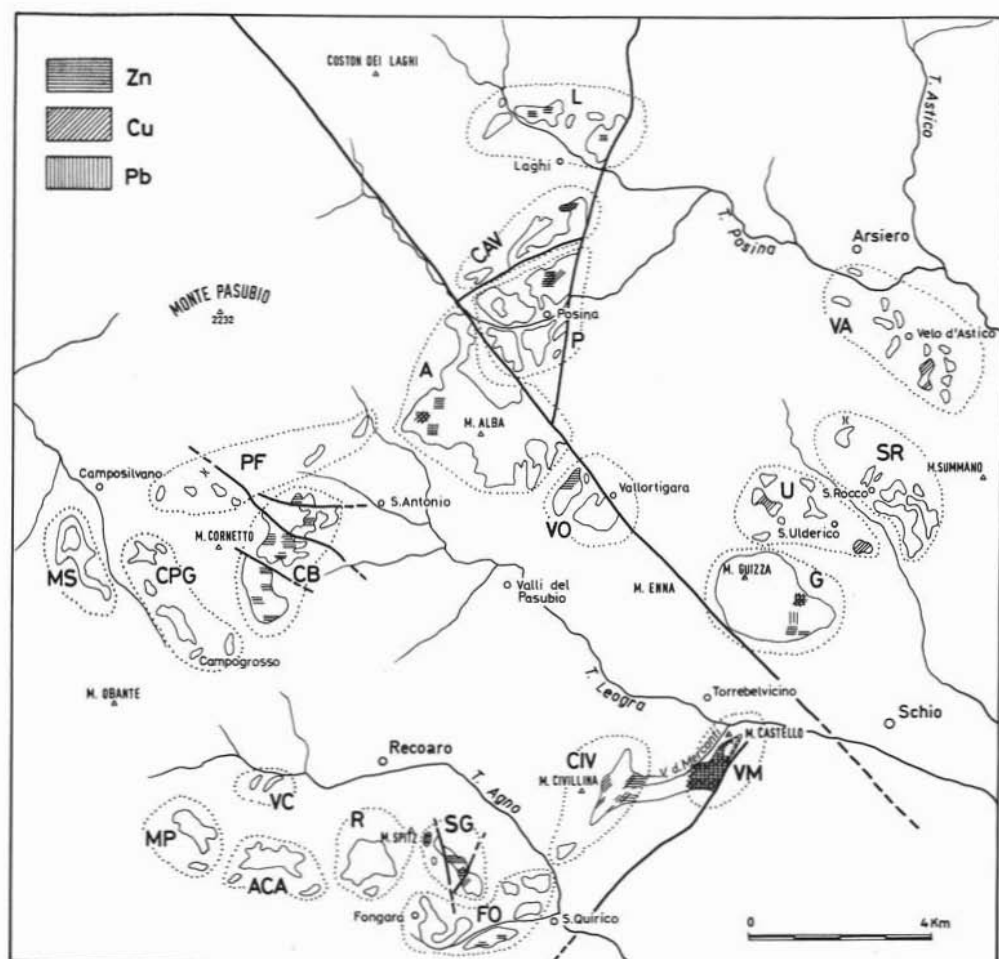 Zn
Cu
Pb
COSTON DEI LAGHI
L
Laghi
T. Astico
T. Posina
Arsiero
CAV
MONTE PASUBIO
2232
Posina
P
VA
Velo d'Astico
A
M. ALBA
PF
Camposilvano
S. Antonio
VO
Vallortigara
SR
M. SUMMANO
S. Rocco
U
S. Ulderico
M. CORNETTO
MS
CPG
CB
Valli del
Pasubio
M. ENNA
M. GUIZZA
G
Campogrosso
M. OBANTE
T. Leogra
Torrebelvicino
Schio
Recoaro
CIV
M. CIVILLINA
V. d. Mercanti
M. CASTELLO
VM
VC
T. Agno
MP
ACA
R
M. SPITZ
SG
Fongara
FO
S. Quirico
0 4 Km